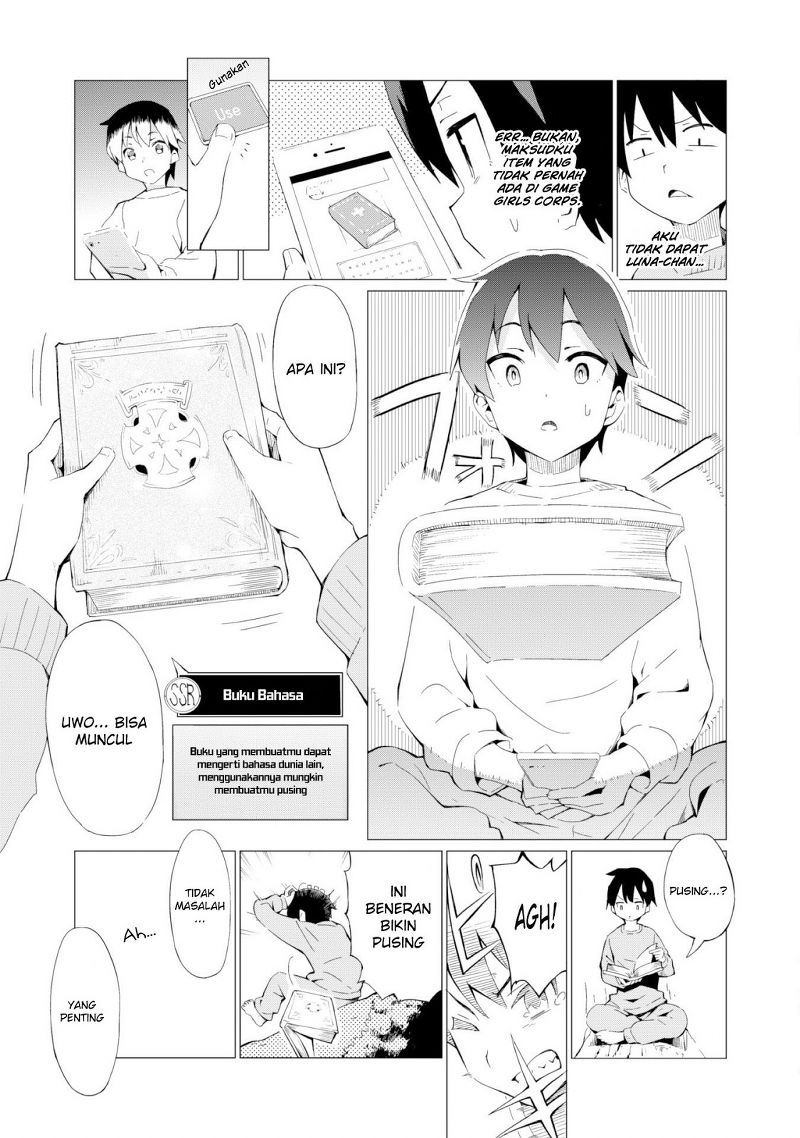 AKU
TIDAK DAPAT
LUNA-CHAN...
ERR... BUKAN,
MAKSUDKU
ITEM YANG
TIDAK PERNAH
ADA DI GAME
GIRLS CORPS.
Gunakan
Use
APA INI?
UWO... BISA
MUNCUL
SSR
Buku Bahasa
Buku yang membuatmu dapat
mengerti bahasa dunia lain,
menggunakannya mungkin
membuatmu pusing
PUSING...?
AGH!
INI
BENERAN
BIKIN
PUSING
TIDAK
MASALAH
...
Ah...
YANG
PENTING